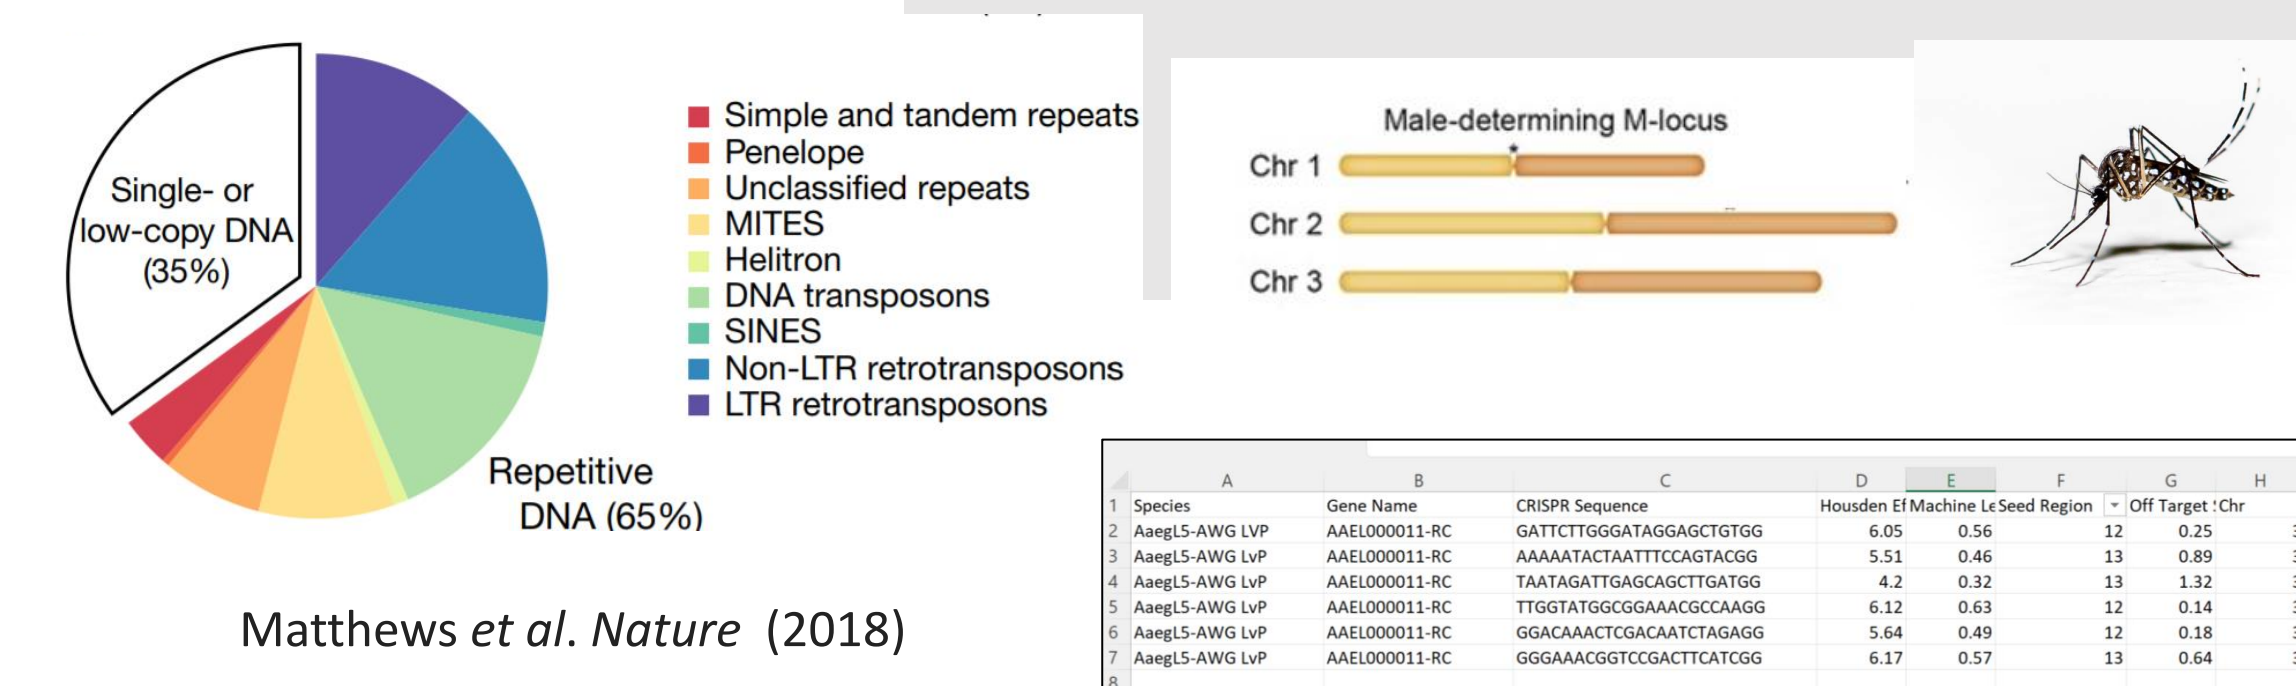 Single- or
low-copy DNA
(35%)
Repetitive
DNA (65%)
Simple and tandem repeats
Penelope
Unclassified repeats
MITES
Helitron
DNA transposons
SINES
Non-LTR retrotransposons
LTR retrotransposons
Matthews et al. Nature (2018)
Male-determining M-locus
*
Chr 1
Chr 2
Chr 3
A B C D E F G H
1 Species Gene Name CRISPR Sequence Housden Ef Machine Le Seed Region Off Target Chr
2 AaegL5-AWG LVP AAEL000011-RC GATTCTTGGGATAGGAGCTGTGG 6.05 0.56 12 0.25
3 AaegL5-AWG LvP AAEL000011-RC AAAAATACTAATTTCCAGTACGG 5.51 0.46 13 0.89
4 AaegL5-AWG LvP AAEL000011-RC TAATAGATTGAGCAGCTTGATGG 4.2 0.32 13 1.32
5 AaegL5-AWG LvP AAEL000011-RC TTGGTATGGCGGAAACGCCAAGG 6.12 0.63 12 0.14
6 AaegL5-AWG LvP AAEL000011-RC GGACAAACTCGACAATCTAGAGG 5.64 0.49 12 0.18
7 AaegL5-AWG LvP AAEL000011-RC GGGAAACGGTCCGACTTCATCGG 6.17 0.57 13 0.64
8